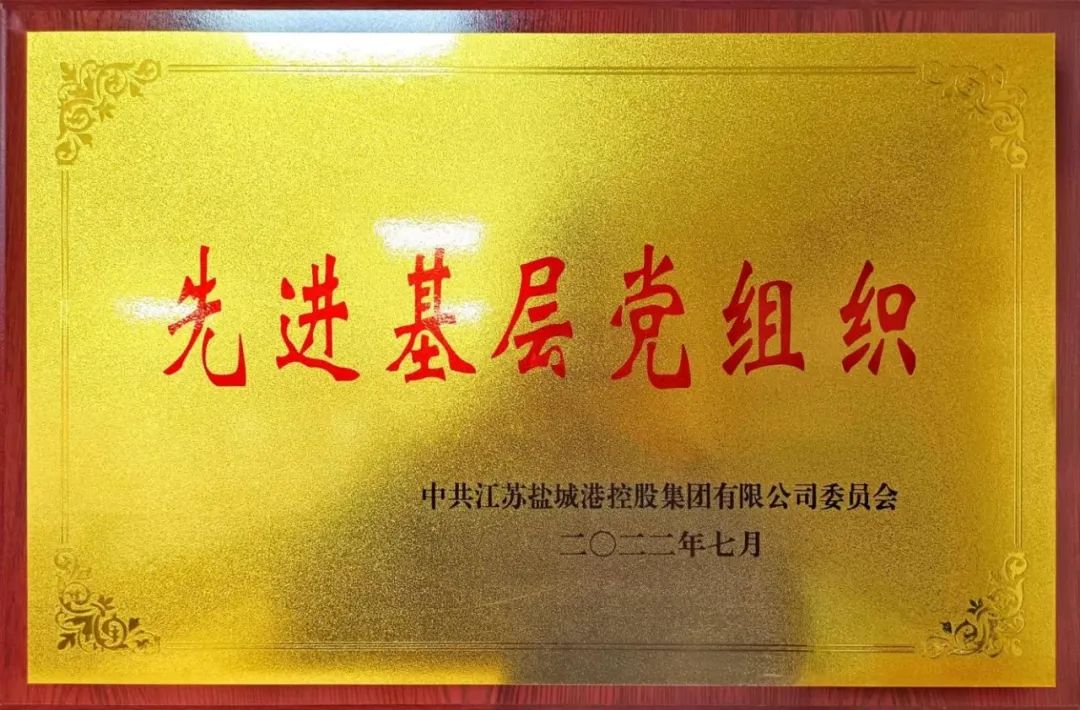 先进基层党组织
中共江苏盐城港控股集团有限公司委员会
二〇二二年七月